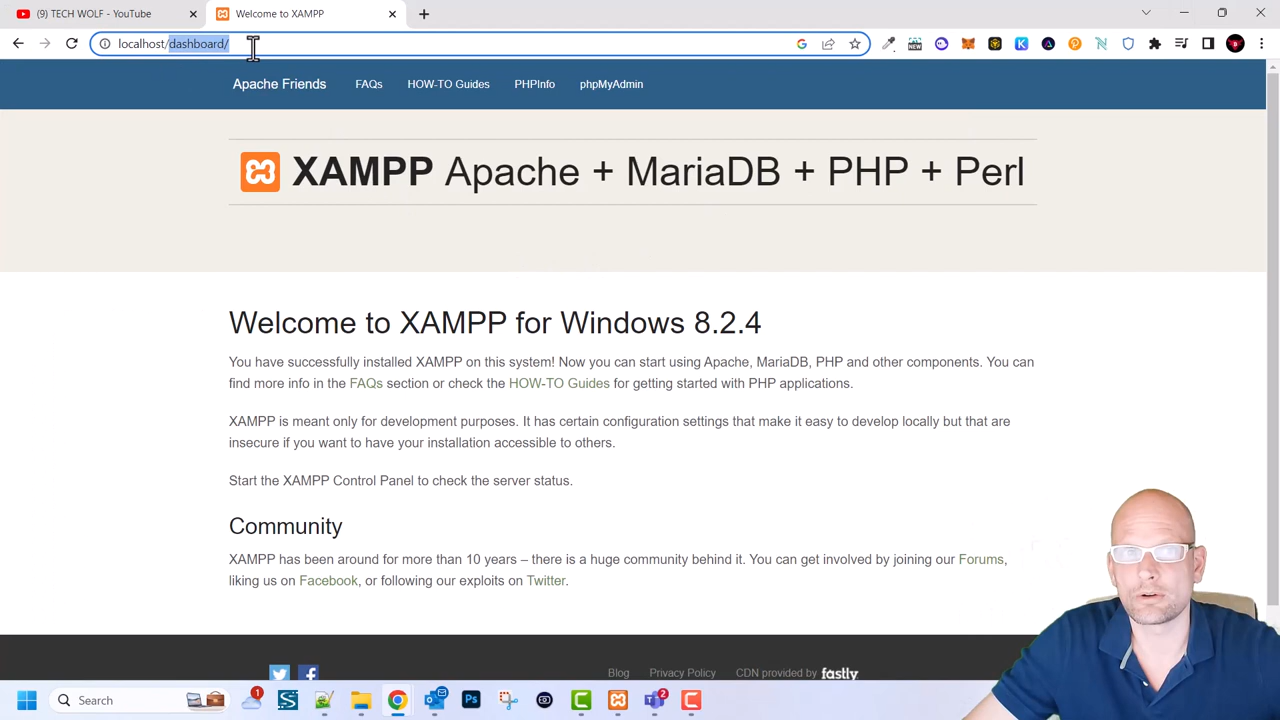 (9) TECH WOLF - YouTube
Welcome to XAMPP
localhost/dashboard/
NEW
Apache Friends
FAQs
HOW-TO Guides
PHPInfo
phpMyAdmin
XAMPP Apache + MariaDB + PHP + Perl
Welcome to XAMPP for Windows 8.2.4
You have successfully installed XAMPP on this system! Now you can start using Apache, MariaDB, PHP and other components. You can
find more info in the FAQs section or check the HOW-TO Guides for getting started with PHP applications.
XAMPP is meant only for development purposes. It has certain configuration settings that make it easy to develop locally but that are
insecure if you want to have your installation accessible to others.
Start the XAMPP Control Panel to check the server status.
Community
XAMPP has been around for more than 10 years – there is a huge community behind it. You can get involved by joining our Forums,
liking us on Facebook, or following our exploits on Twitter.
Blog
Privacy Policy
CDN provided by fastly
Search
1
Ps
2